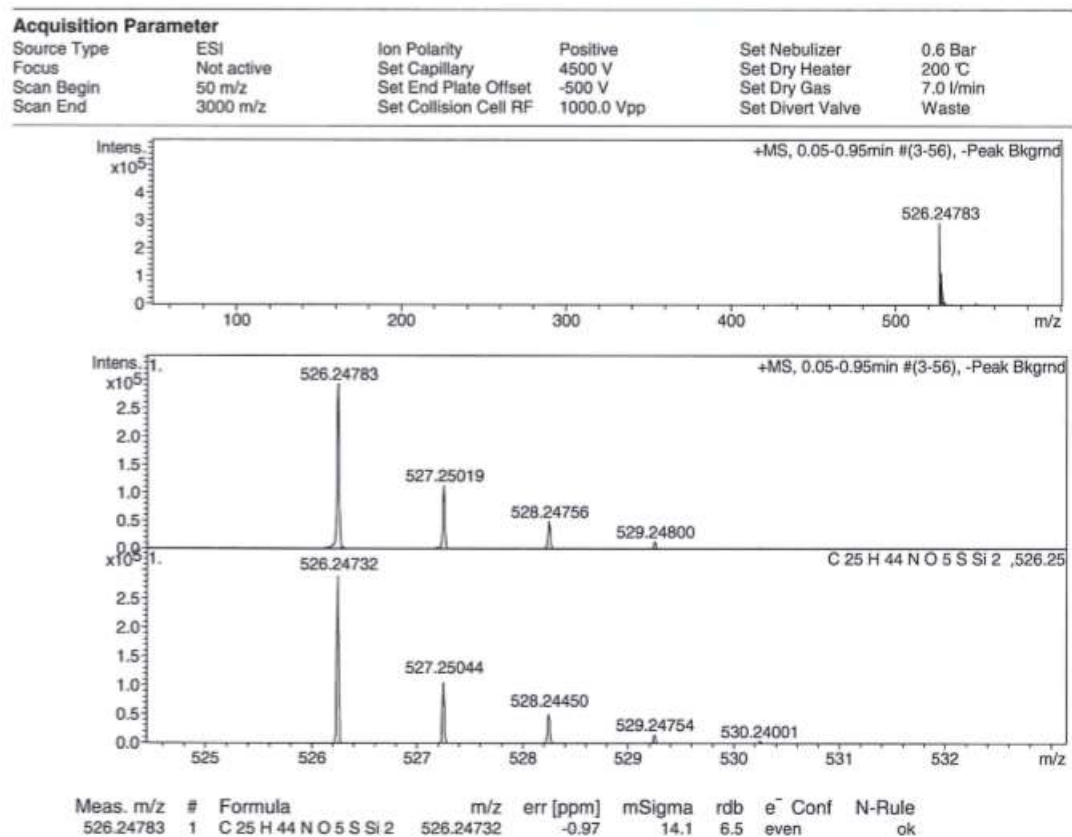 Acquisition Parameter
Source Type ESI Ion Polarity Positive Set Nebulizer 0.6 Bar
Focus Not active Set Capillary 4500 V Set Dry Heater 200 °C
Scan Begin 50 m/z Set End Plate Offset -500 V Set Dry Gas 7.0 l/min
Scan End 3000 m/z Set Collision Cell RF 1000.0 Vpp Set Divert Valve Waste
Intens. +MS, 0.05-0.95min #(3-56), -Peak Bkgrnd
x10⁵
4
526.24783
3
2
1
0
100 200 300 400 500 m/z
Intens. 1. +MS, 0.05-0.95min #(3-56), -Peak Bkgrnd
x10⁵
526.24783
2.5
2.0
1.5
527.25019
1.0
528.24756
0.5
529.24800
0.0
x10⁵ 1. C 25 H 44 N O 5 S Si 2 ,526.25
526.24732
2.5
2.0
1.5
527.25044
1.0
528.24450
0.5
529.24754 530.24001
0.0
525 526 527 528 529 530 531 532 m/z
Meas. m/z # Formula m/z err [ppm] mSigma rdb e⁻ Conf N-Rule
526.24783 1 C 25 H 44 N O 5 S Si 2 526.24732 -0.97 14.1 6.5 even ok